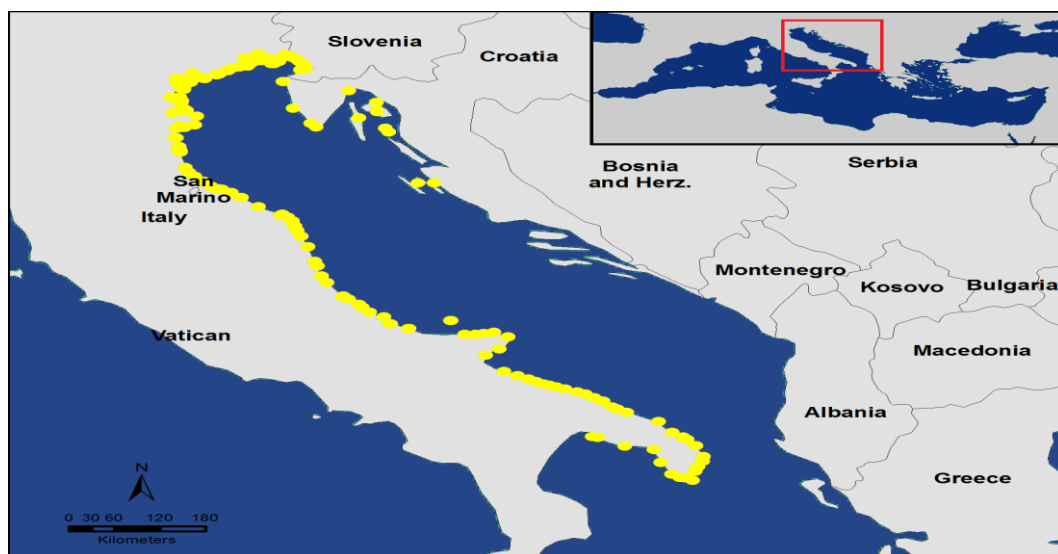 Slovenia
Croatia
Bosnia
and Herz.
Serbia
San
Marino
Italy
Montenegro
Kosovo
Bulgaria
Vatican
Macedonia
Albania
Greece
N
0 30 60 120 180
Kilometers